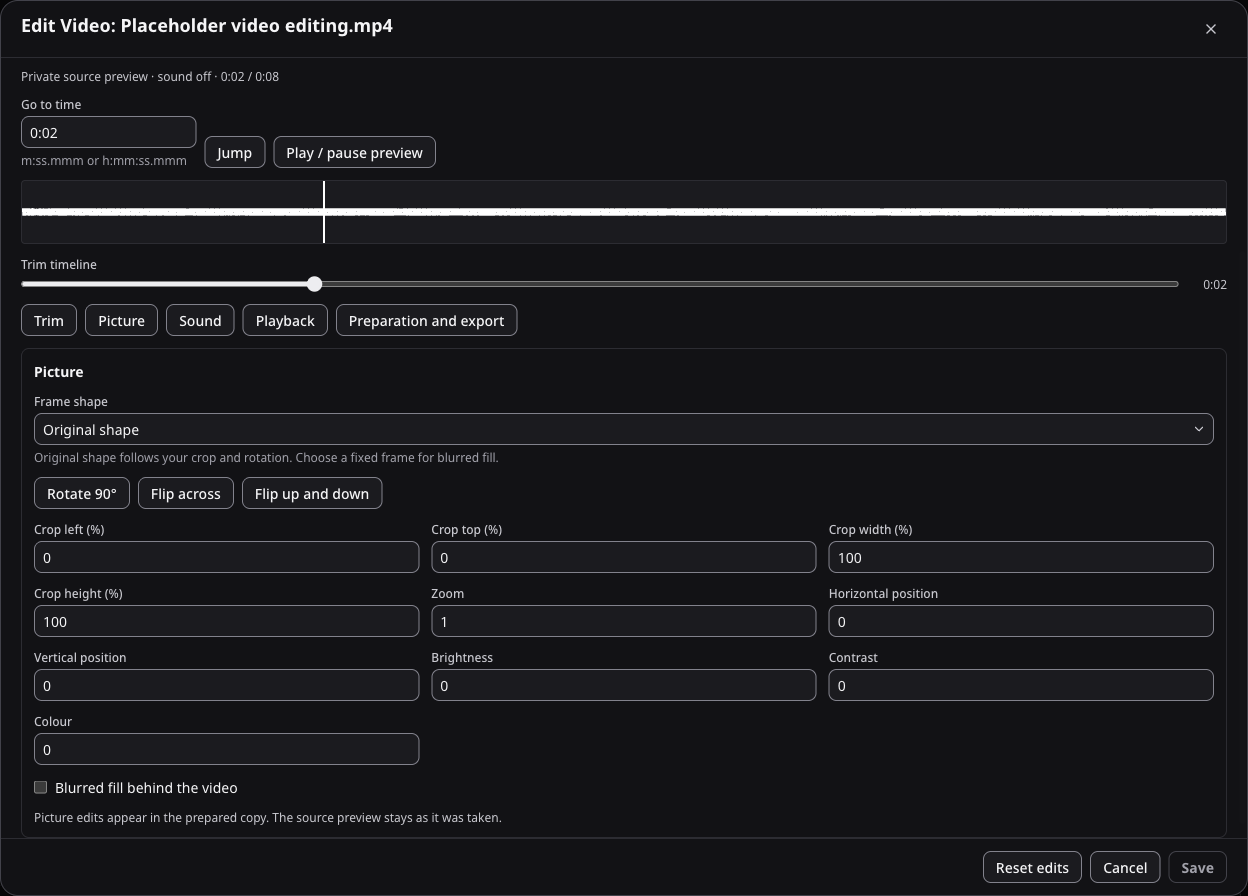 Edit Video: Placeholder video editing.mp4
Private source preview · sound off · 0:02 / 0:08
Go to time
0:02
m:ss.mmm or h:mm:ss.mmm
Jump
Play / pause preview
Trim timeline
0:02
Trim
Picture
Sound
Playback
Preparation and export
Picture
Frame shape
Original shape
Original shape follows your crop and rotation. Choose a fixed frame for blurred fill.
Rotate 90°
Flip across
Flip up and down
Crop left (%)
0
Crop top (%)
0
Crop width (%)
100
Crop height (%)
100
Zoom
1
Horizontal position
0
Vertical position
0
Brightness
0
Contrast
0
Colour
0
Blurred fill behind the video
Picture edits appear in the prepared copy. The source preview stays as it was taken.
Reset edits
Cancel
Save